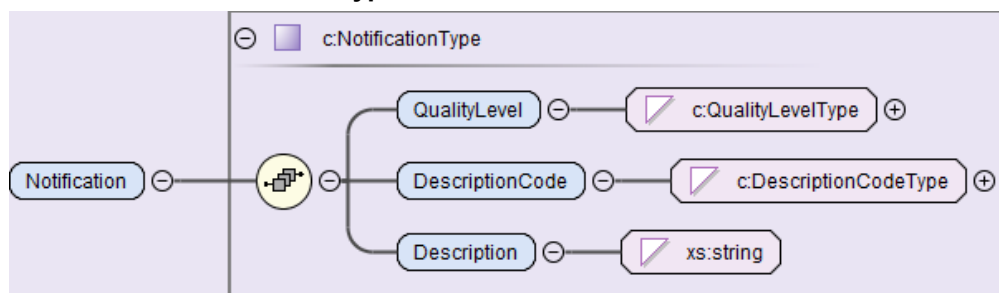 c:NotificationType
QualityLevel c:QualityLevelType
Notification DescriptionCode c:DescriptionCodeType
Description xs:string